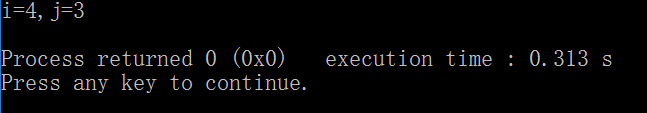 i=4,j=3
Process returned 0 (0x0)   execution time : 0.313 s
Press any key to continue.